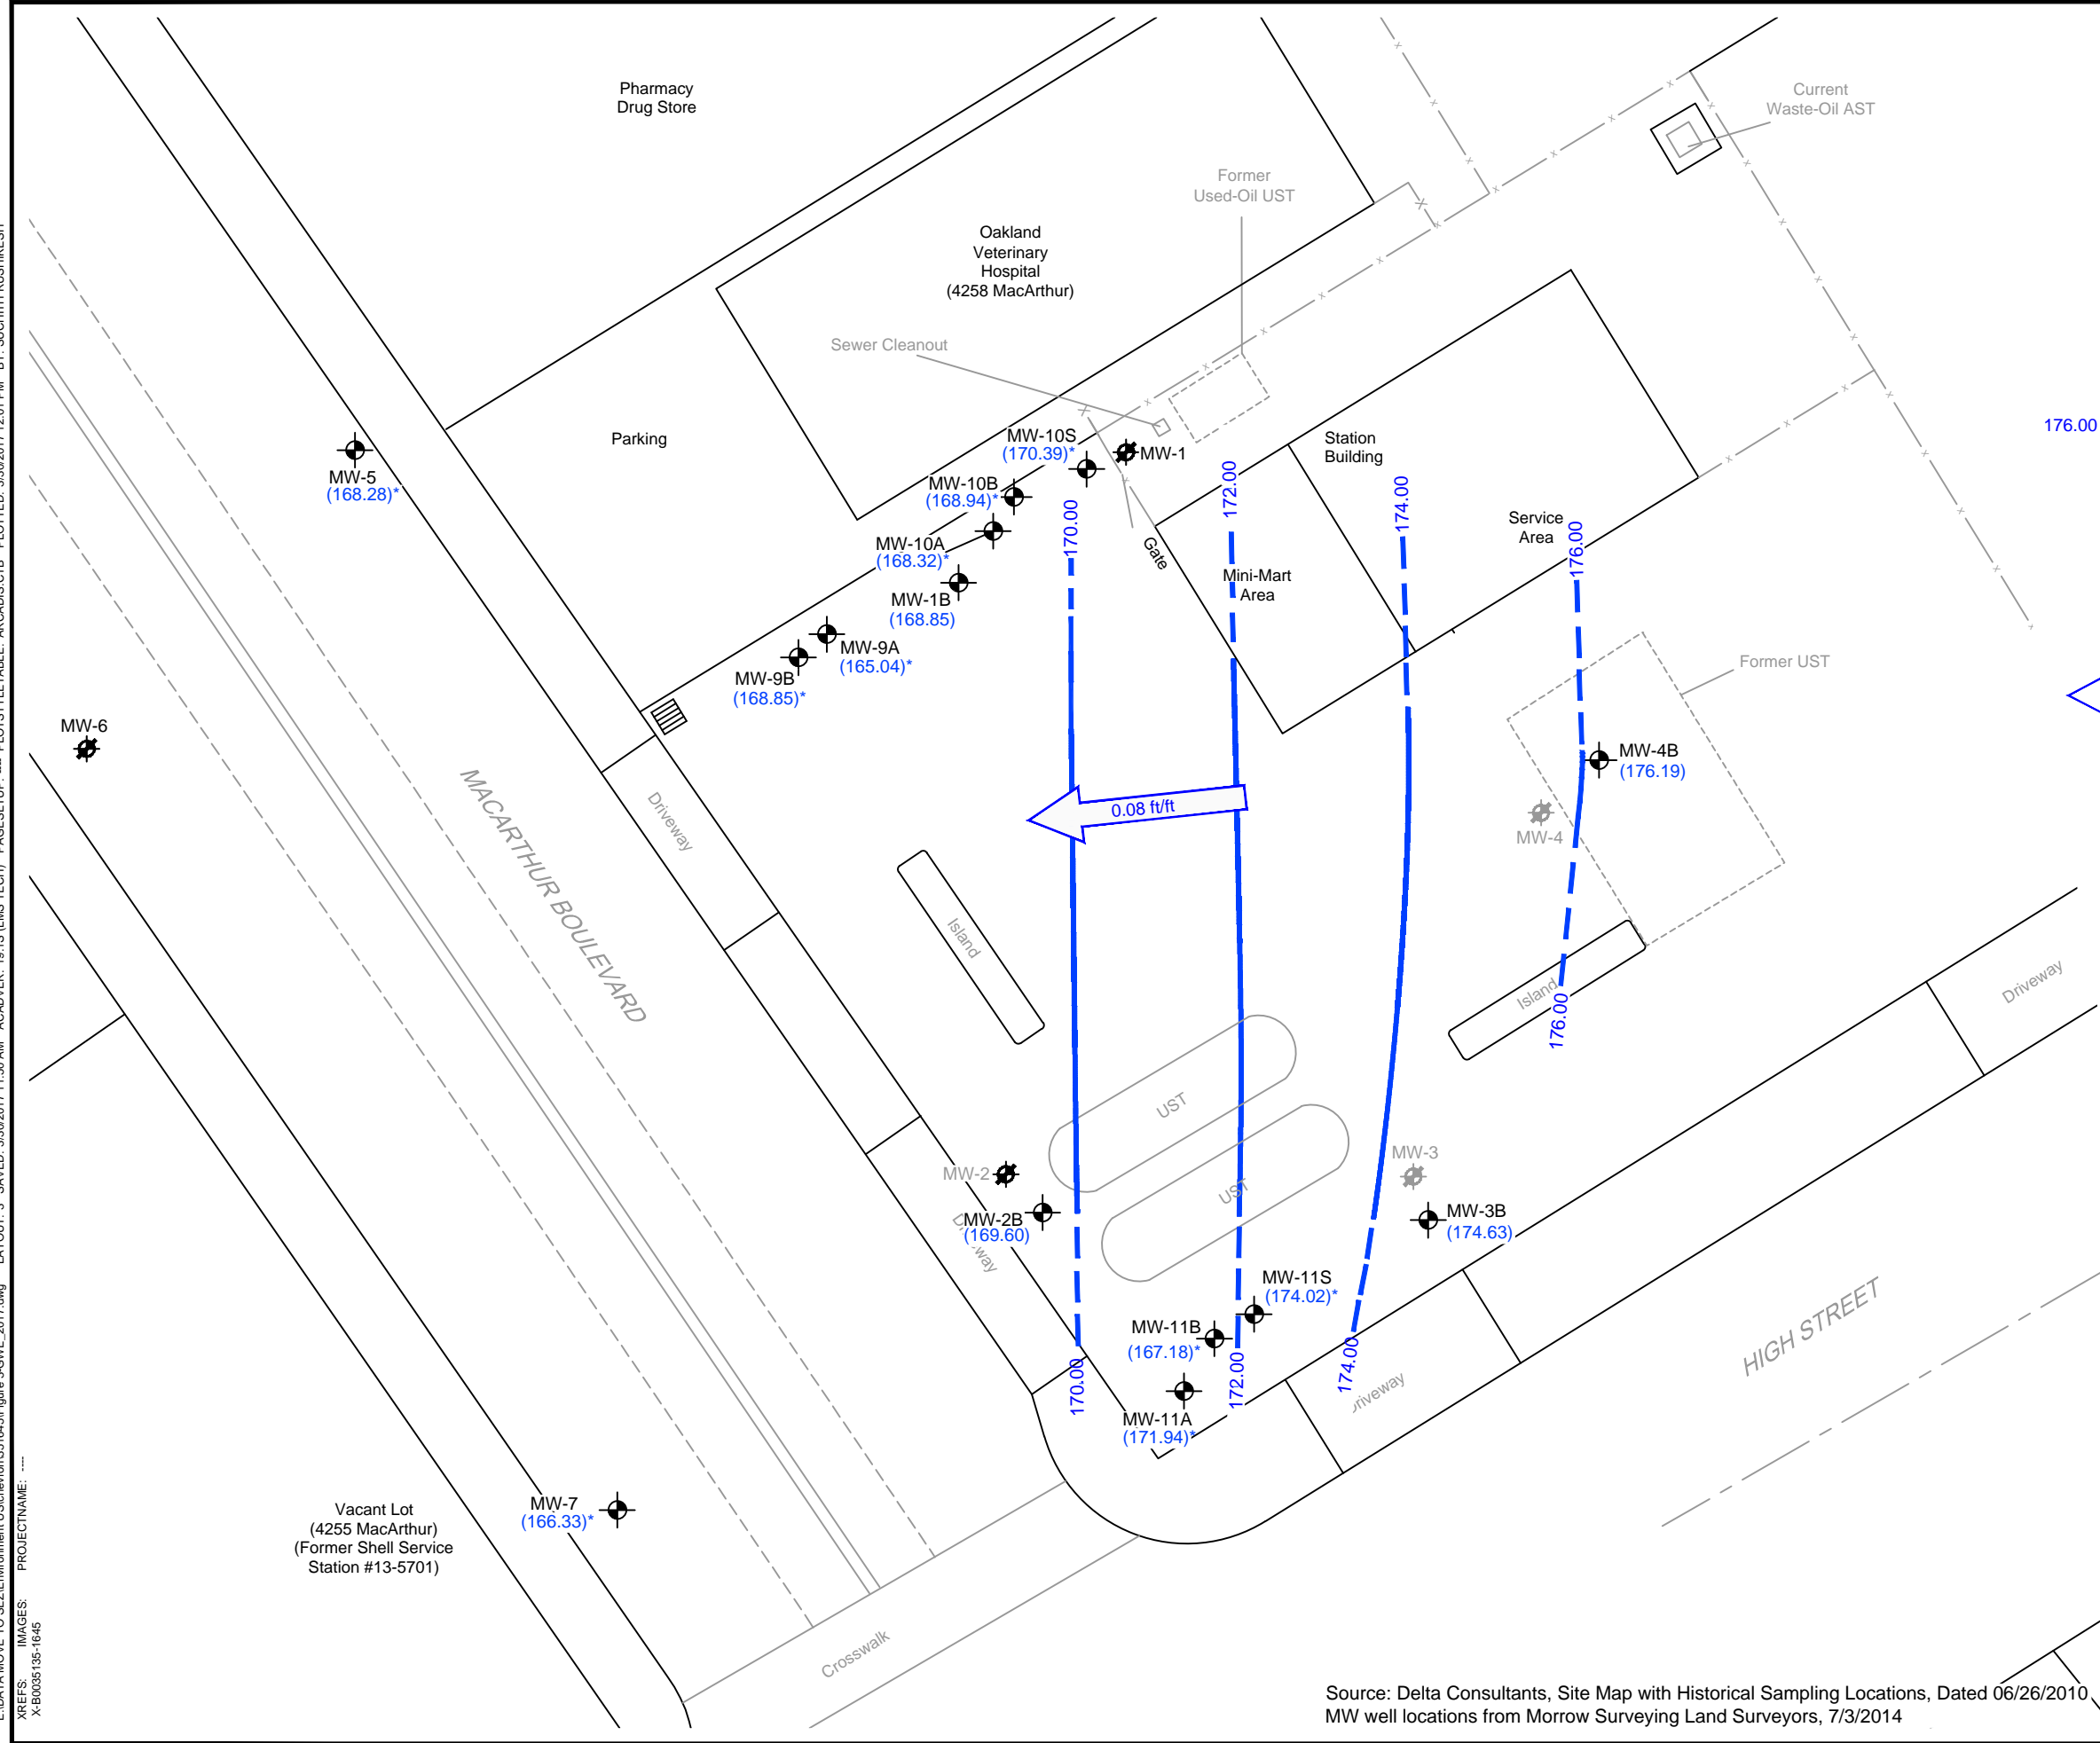 Pharmacy
Drug Store
Current
Waste-Oil AST
Former
Used-Oil UST
Oakland
Veterinary
Hospital
(4258 MacArthur)
Sewer Cleanout
Parking
MW-10S
(170.39)*
MW-1
Station
Building
176.00
MW-5
(168.28)*
MW-10B
(168.94)*
172.00
174.00
170.00
Service
Area
176.00
MW-10A
(168.32)*
Gate
Mini-Mart
Area
MW-1B
(168.85)
MW-9A
(165.04)*
MW-9B
(168.85)*
Former UST
MW-6
MW-4B
(176.19)
MACARTHUR BOULEVARD
Driveway
0.08 ft/ft
MW-4
Island
Island
176.00
Driveway
UST
UST
MW-2
MW-3
MW-2B
(169.60)
MW-3B
(174.63)
MW-11S
(174.02)*
MW-11B
(167.18)*
170.00
172.00
174.00
HIGH STREET
MW-11A
(171.94)*
MW-7
(166.33)*
Vacant Lot
(4255 MacArthur)
(Former Shell Service
Station #13-5701)
Crosswalk
XREFS:
X-B0035135-1645
IMAGES:
PROJECTNAME: ----
Source: Delta Consultants, Site Map with Historical Sampling Locations, Dated 06/26/2010
MW well locations from Morrow Surveying Land Surveyors, 7/3/2014